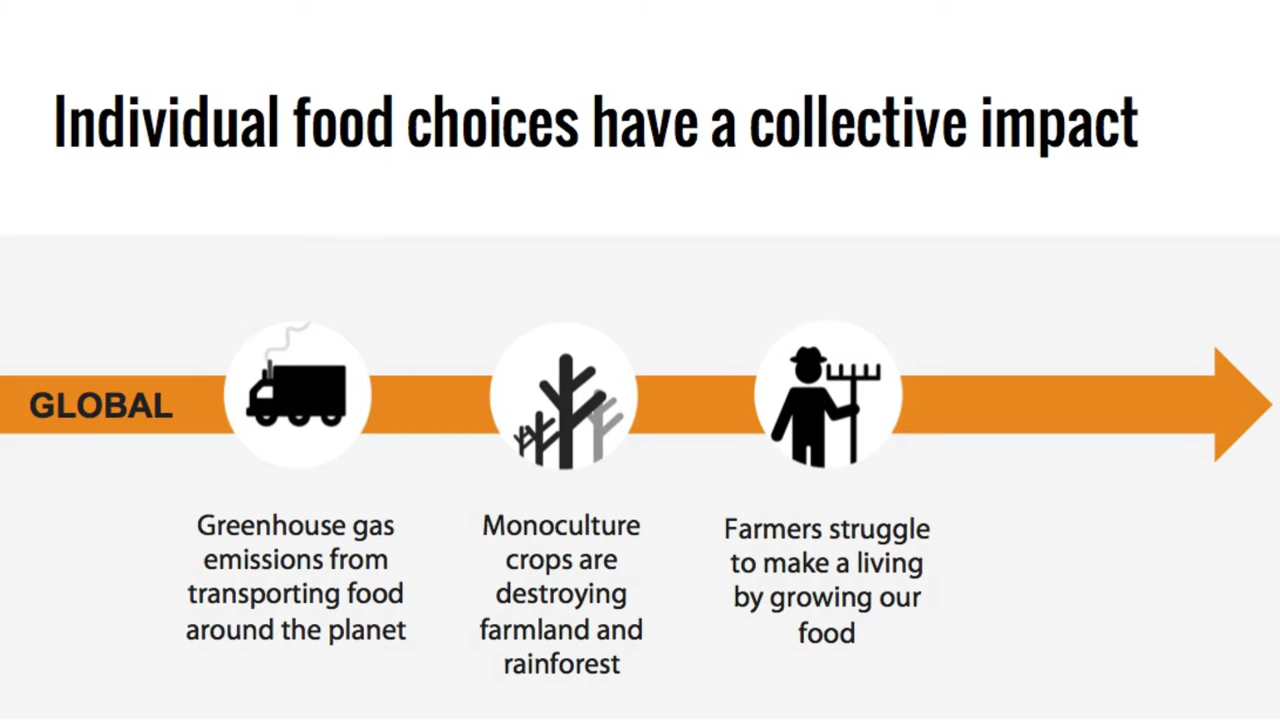 Individual food choices have a collective impact
GLOBAL
Greenhouse gas
emissions from
transporting food
around the planet
Monoculture
crops are
destroying
farmland and
rainforest
Farmers struggle
to make a living
by growing our
food